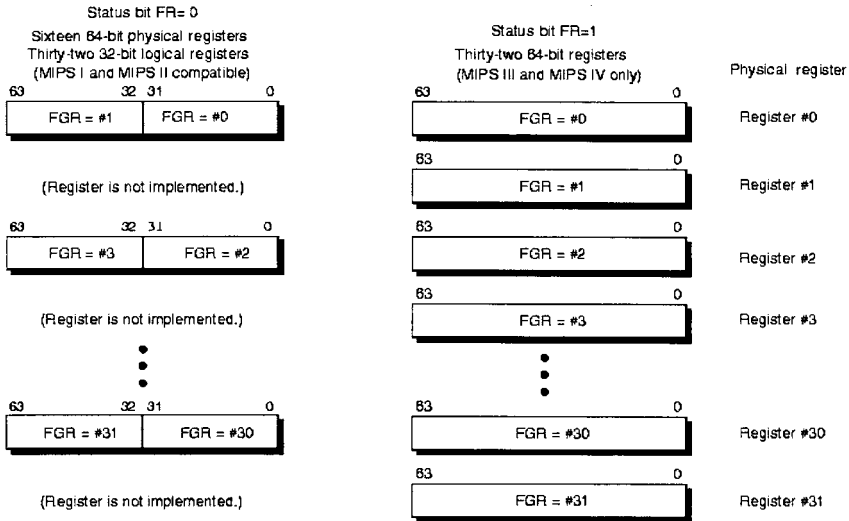 Status bit FR= 0
Sixteen 64-bit physical registers
Thirty-two 32-bit logical registers
(MIPS I and MIPS II compatible)
63 32 31 0
FGR = #1 FGR = #0
(Register is not implemented.)
63 32 31 0
FGR = #3 FGR = #2
(Register is not implemented.)
63 32 31 0
FGR = #31 FGR = #30
(Register is not implemented.)
Status bit FR=1
Thirty-two 64-bit registers
(MIPS III and MIPS IV only)
63 0
FGR = #0
63 0
FGR = #1
63 0
FGR = #2
63 0
FGR = #3
63 0
FGR = #30
63 0
FGR = #31
Physical register
Register #0
Register #1
Register #2
Register #3
Register #30
Register #31